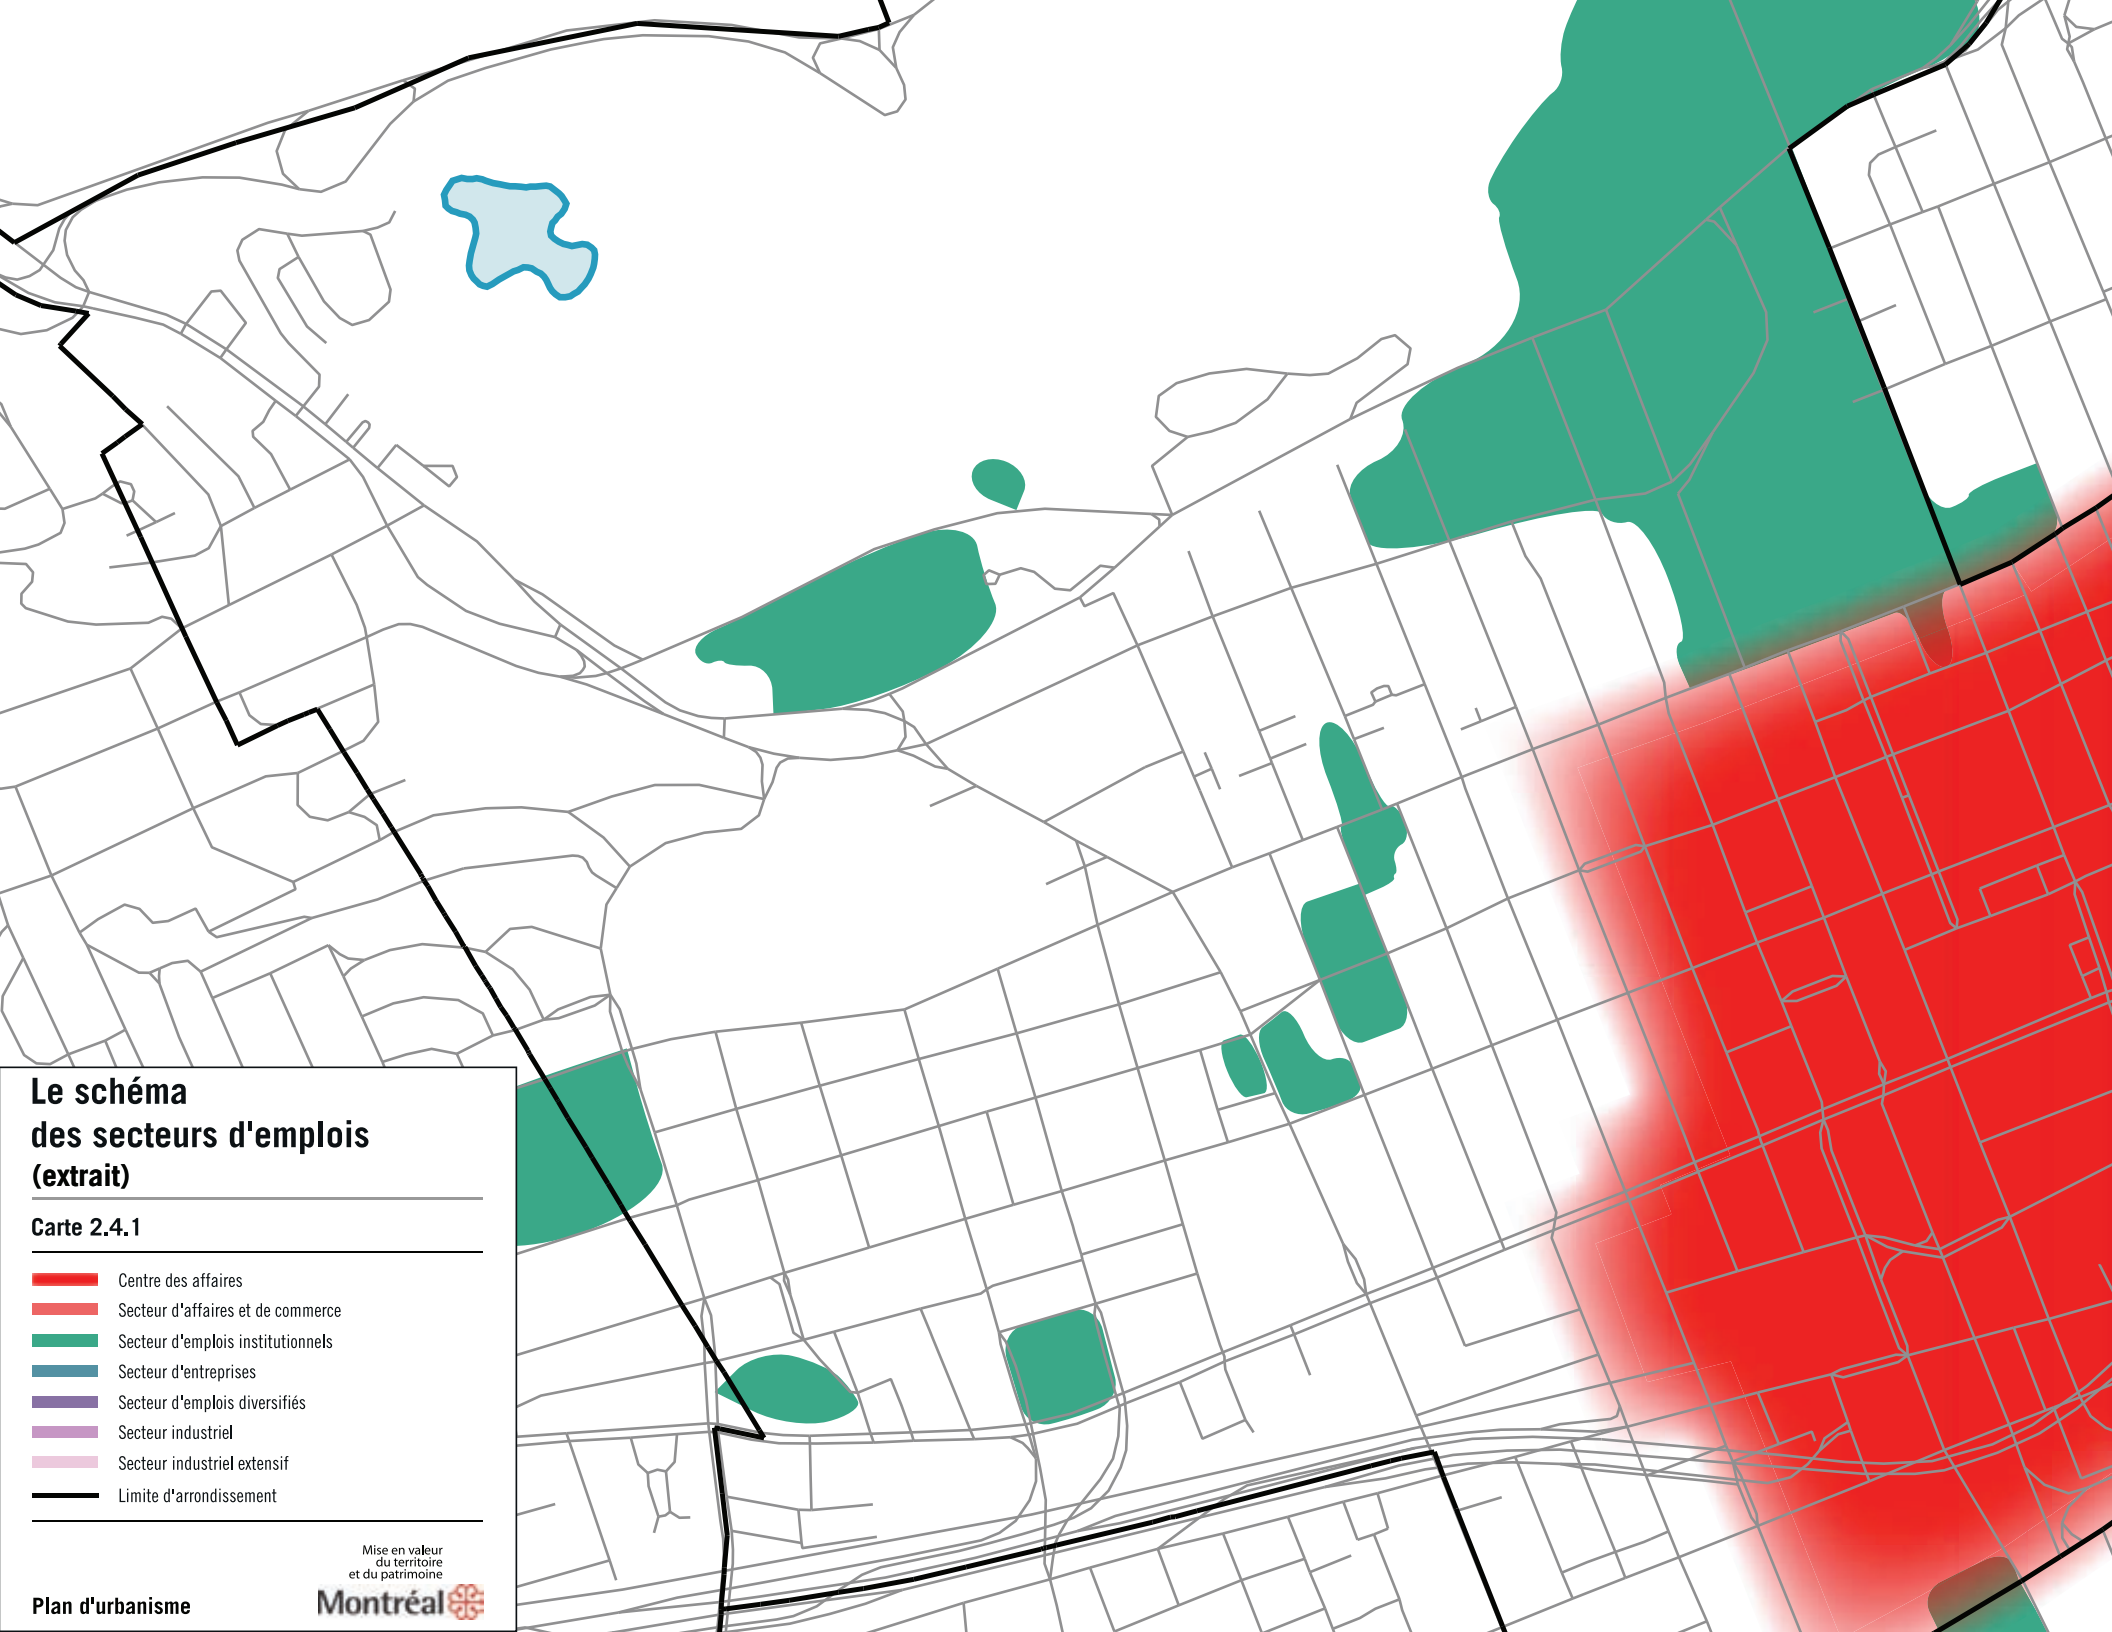 Le schéma
des secteurs d'emplois
(extrait)
Carte 2.4.1
Centre des affaires
Secteur d'affaires et de commerce
Secteur d'emplois institutionnels
Secteur d'entreprises
Secteur d'emplois diversifiés
Secteur industriel
Secteur industriel extensif
Limite d'arrondissement
Mise en valeur
du territoire
et du patrimoine
Plan d'urbanisme
Montréal